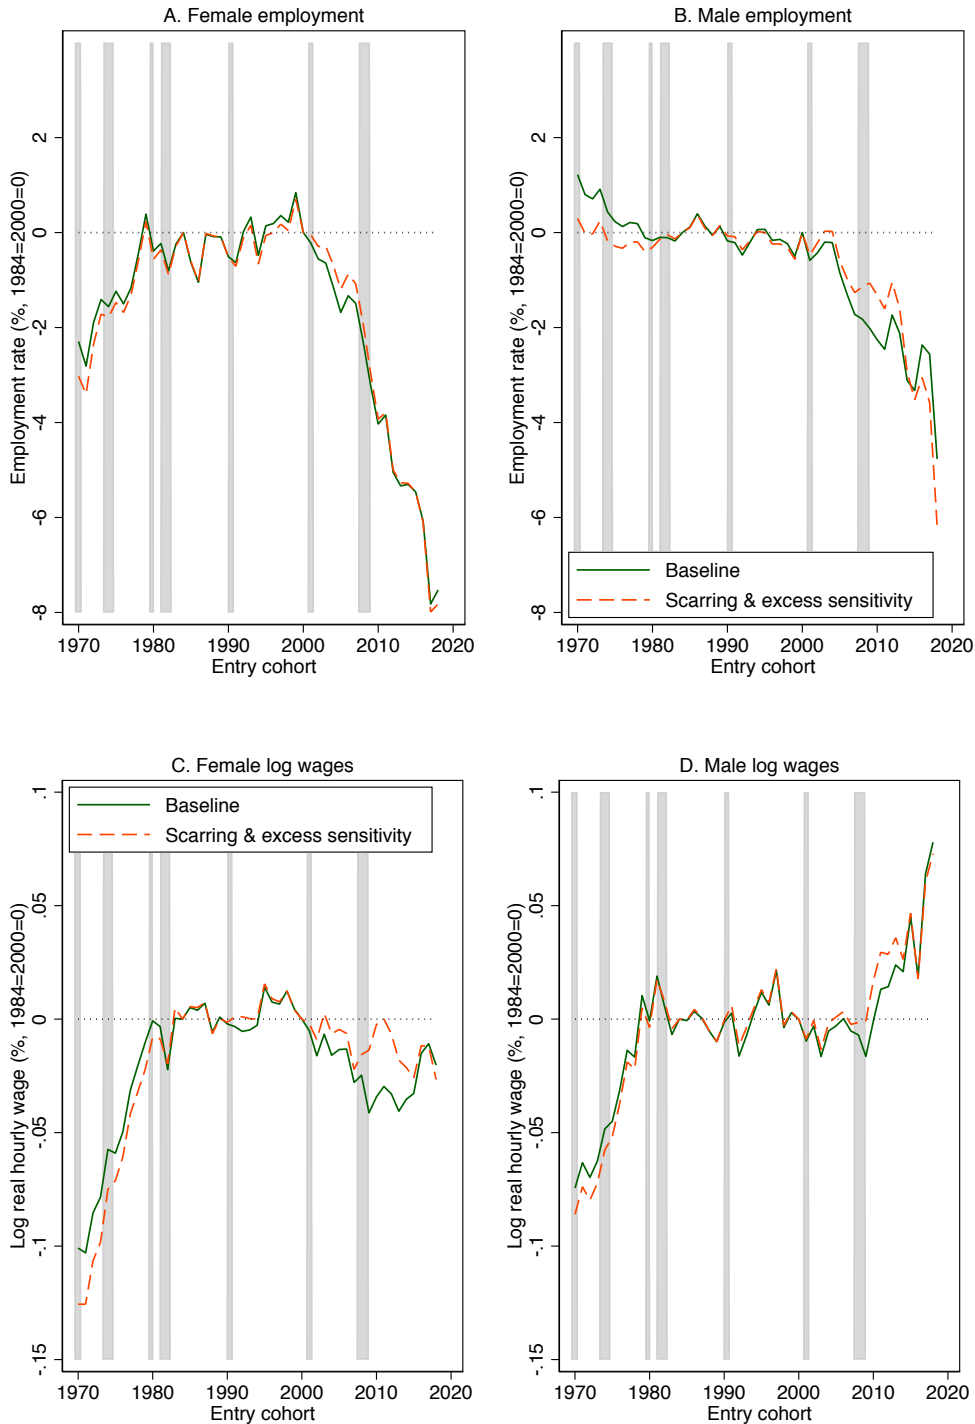 A. Female employment
Employment rate (%, 1984=2000=0)
2
0
-2
-4
-6
-8
1970 1980 1990 2000 2010 2020
Entry cohort
B. Male employment
Employment rate (%, 1984=2000=0)
2
0
-2
-4
-6
-8
Baseline
Scarring & excess sensitivity
1970 1980 1990 2000 2010 2020
Entry cohort
C. Female log wages
Baseline
Scarring & excess sensitivity
Log real hourly wage (%, 1984=2000=0)
.1
.05
0
-.05
-.1
-.15
1970 1980 1990 2000 2010 2020
Entry cohort
D. Male log wages
Log real hourly wage (%, 1984=2000=0)
.1
.05
0
-.05
-.1
-.15
1970 1980 1990 2000 2010 2020
Entry cohort